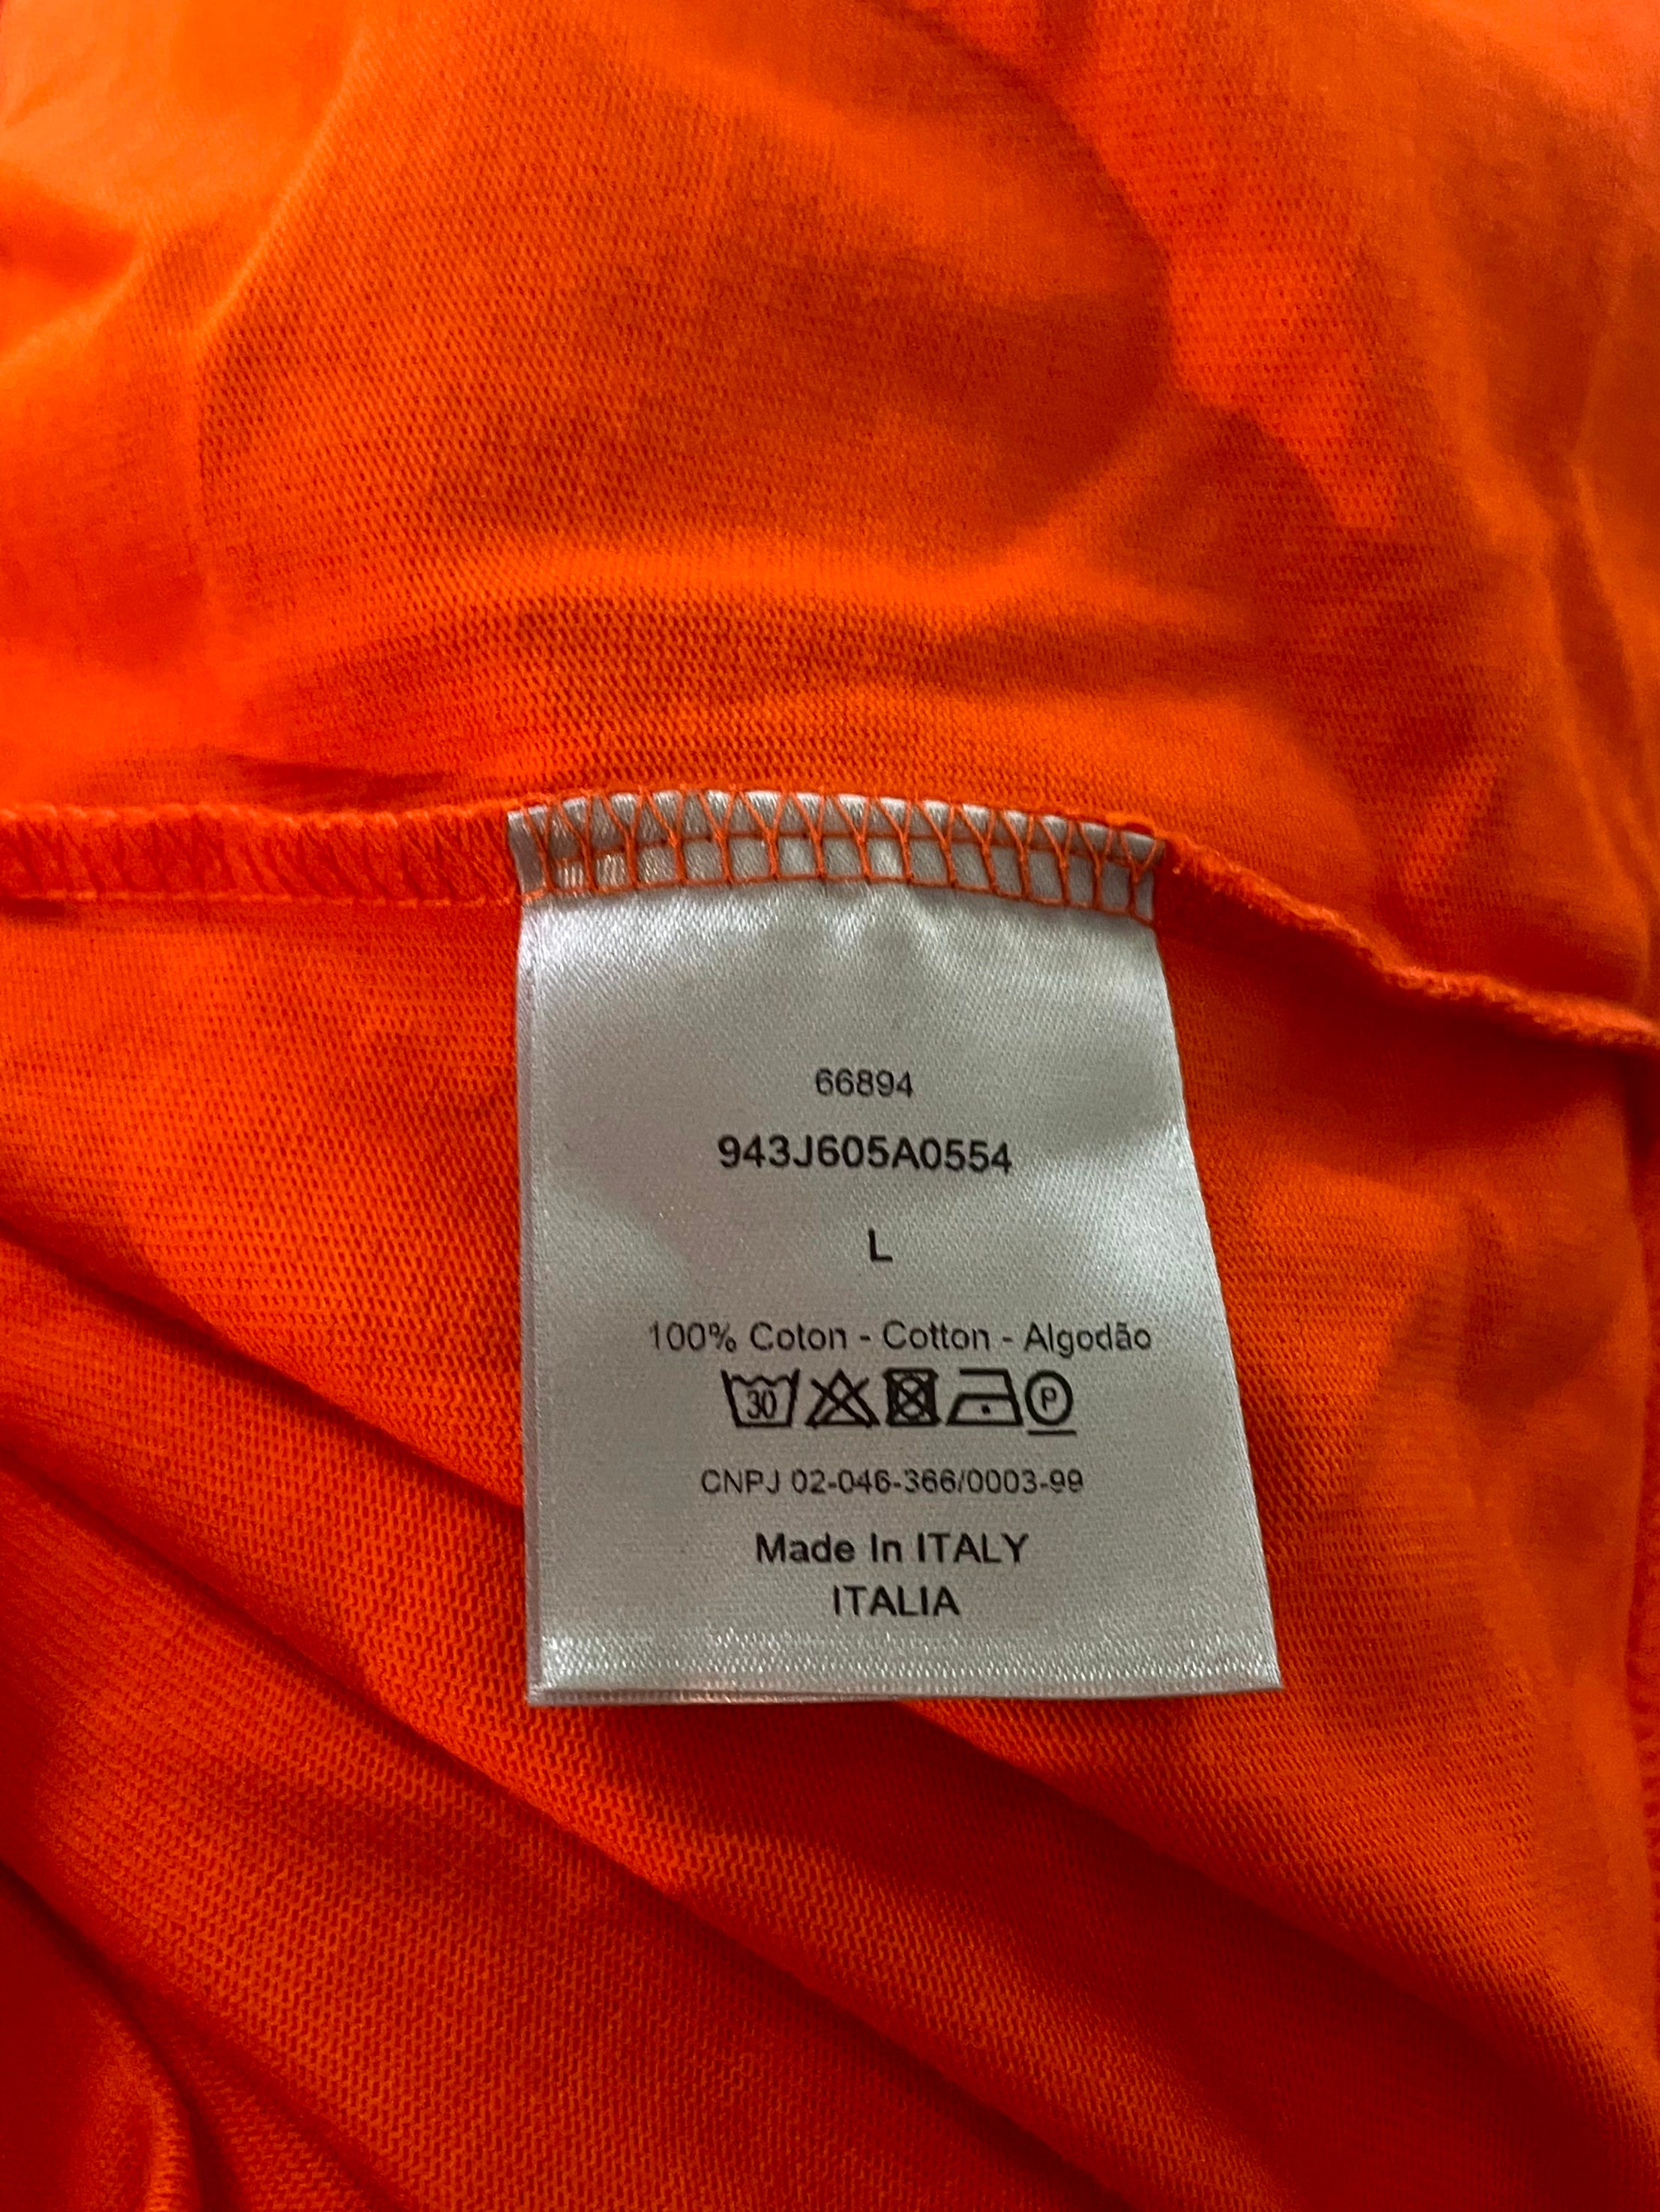 66894
943J605A0554
L
100% Coton - Cotton - Algodão
30 P
CNPJ 02-046-366/0003-99
Made In ITALY
ITALIA